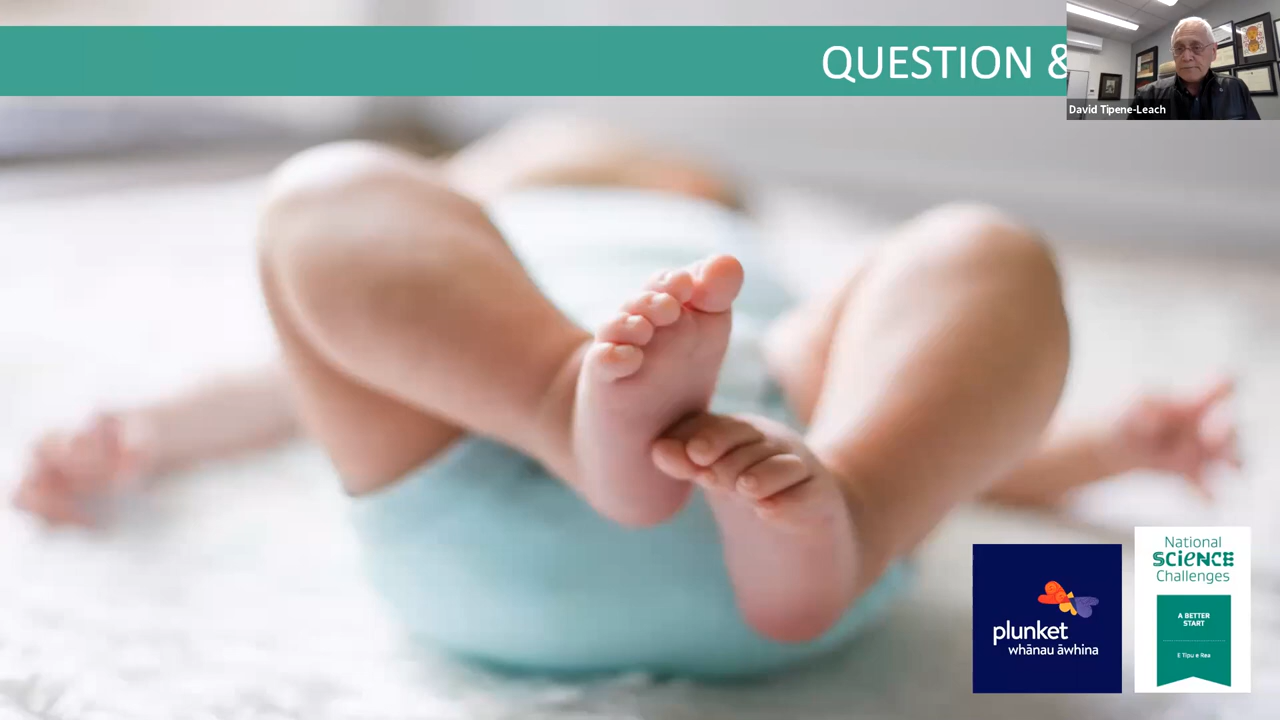 QUESTION &
David Tipene-Leach
plunket
whānau āwhina
National
SCIENCE
Challenges
A BETTER
START
E Tipu e Rea